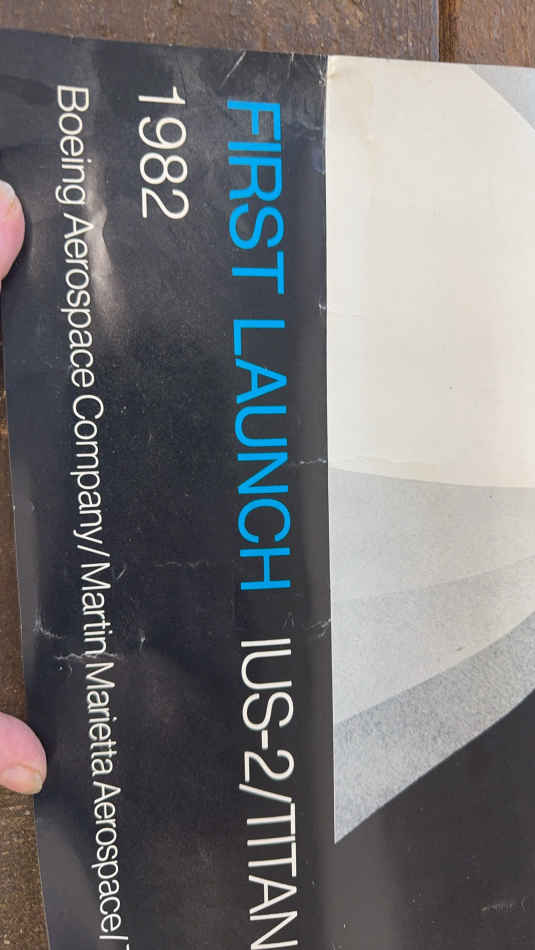 FIRST LAUNCH IUS-2/TITAN
1982
Boeing Aerospace Company/Martin Marietta Aerospace/